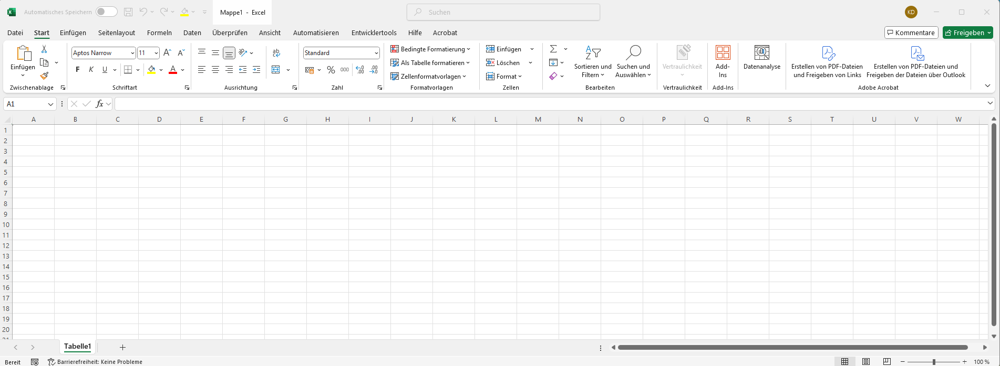 Automatisches Speichern
Mappe1 - Excel
Suchen
KD
Datei Start Einfügen Seitenlayout Formeln Daten Überprüfen Ansicht Automatisieren Entwicklertools Hilfe Acrobat
Kommentare
Freigeben
Einfügen
Zwischenablage
Aptos Narrow 11
F K U
Schriftart
ab
Ausrichtung
Standard
% 000
Zahl
Bedingte Formatierung
Als Tabelle formatieren
Zellenformatvorlagen
Formatvorlagen
Einfügen
Löschen
Format
Zellen
Sortieren und
Filtern
Suchen und
Auswählen
Bearbeiten
Vertraulichkeit
Vertraulichkeit
Add-
Ins
Add-Ins
Datenanalyse
Erstellen von PDF-Dateien
und Freigeben von Links
Erstellen von PDF-Dateien und
Freigeben der Dateien über Outlook
Adobe Acrobat
A1
fx
A B C D E F G H I J K L M N O P Q R S T U V W
1
2
3
4
5
6
7
8
9
10
11
12
13
14
15
16
17
18
19
20
21
Tabelle1
Bereit
Barrierefreiheit: Keine Probleme
100 %